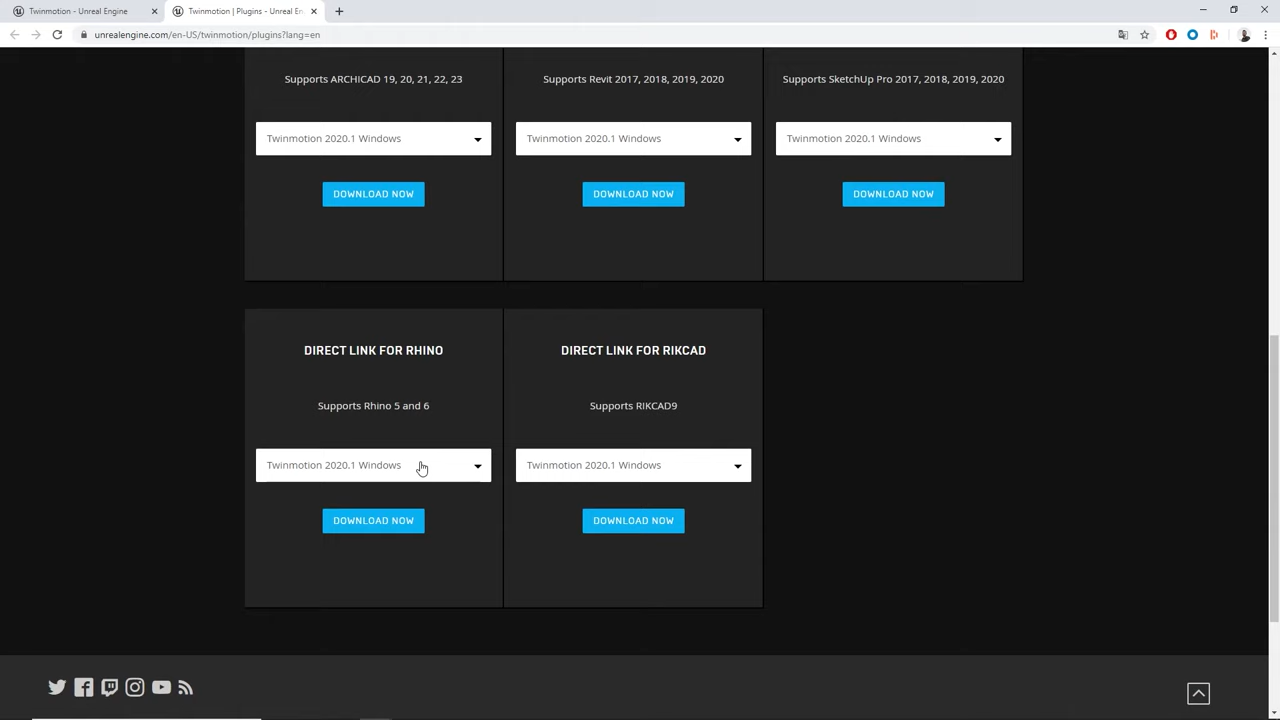 Twinmotion - Unreal Engine
Twinmotion | Plugins - Unreal En
unrealengine.com/en-US/twinmotion/plugins?lang=en
Supports ARCHICAD 19, 20, 21, 22, 23
Supports Revit 2017, 2018, 2019, 2020
Supports SketchUp Pro 2017, 2018, 2019, 2020
Twinmotion 2020.1 Windows
Twinmotion 2020.1 Windows
Twinmotion 2020.1 Windows
DOWNLOAD NOW
DOWNLOAD NOW
DOWNLOAD NOW
DIRECT LINK FOR RHINO
DIRECT LINK FOR RIKCAD
Supports Rhino 5 and 6
Supports RIKCAD9
Twinmotion 2020.1 Windows
Twinmotion 2020.1 Windows
DOWNLOAD NOW
DOWNLOAD NOW